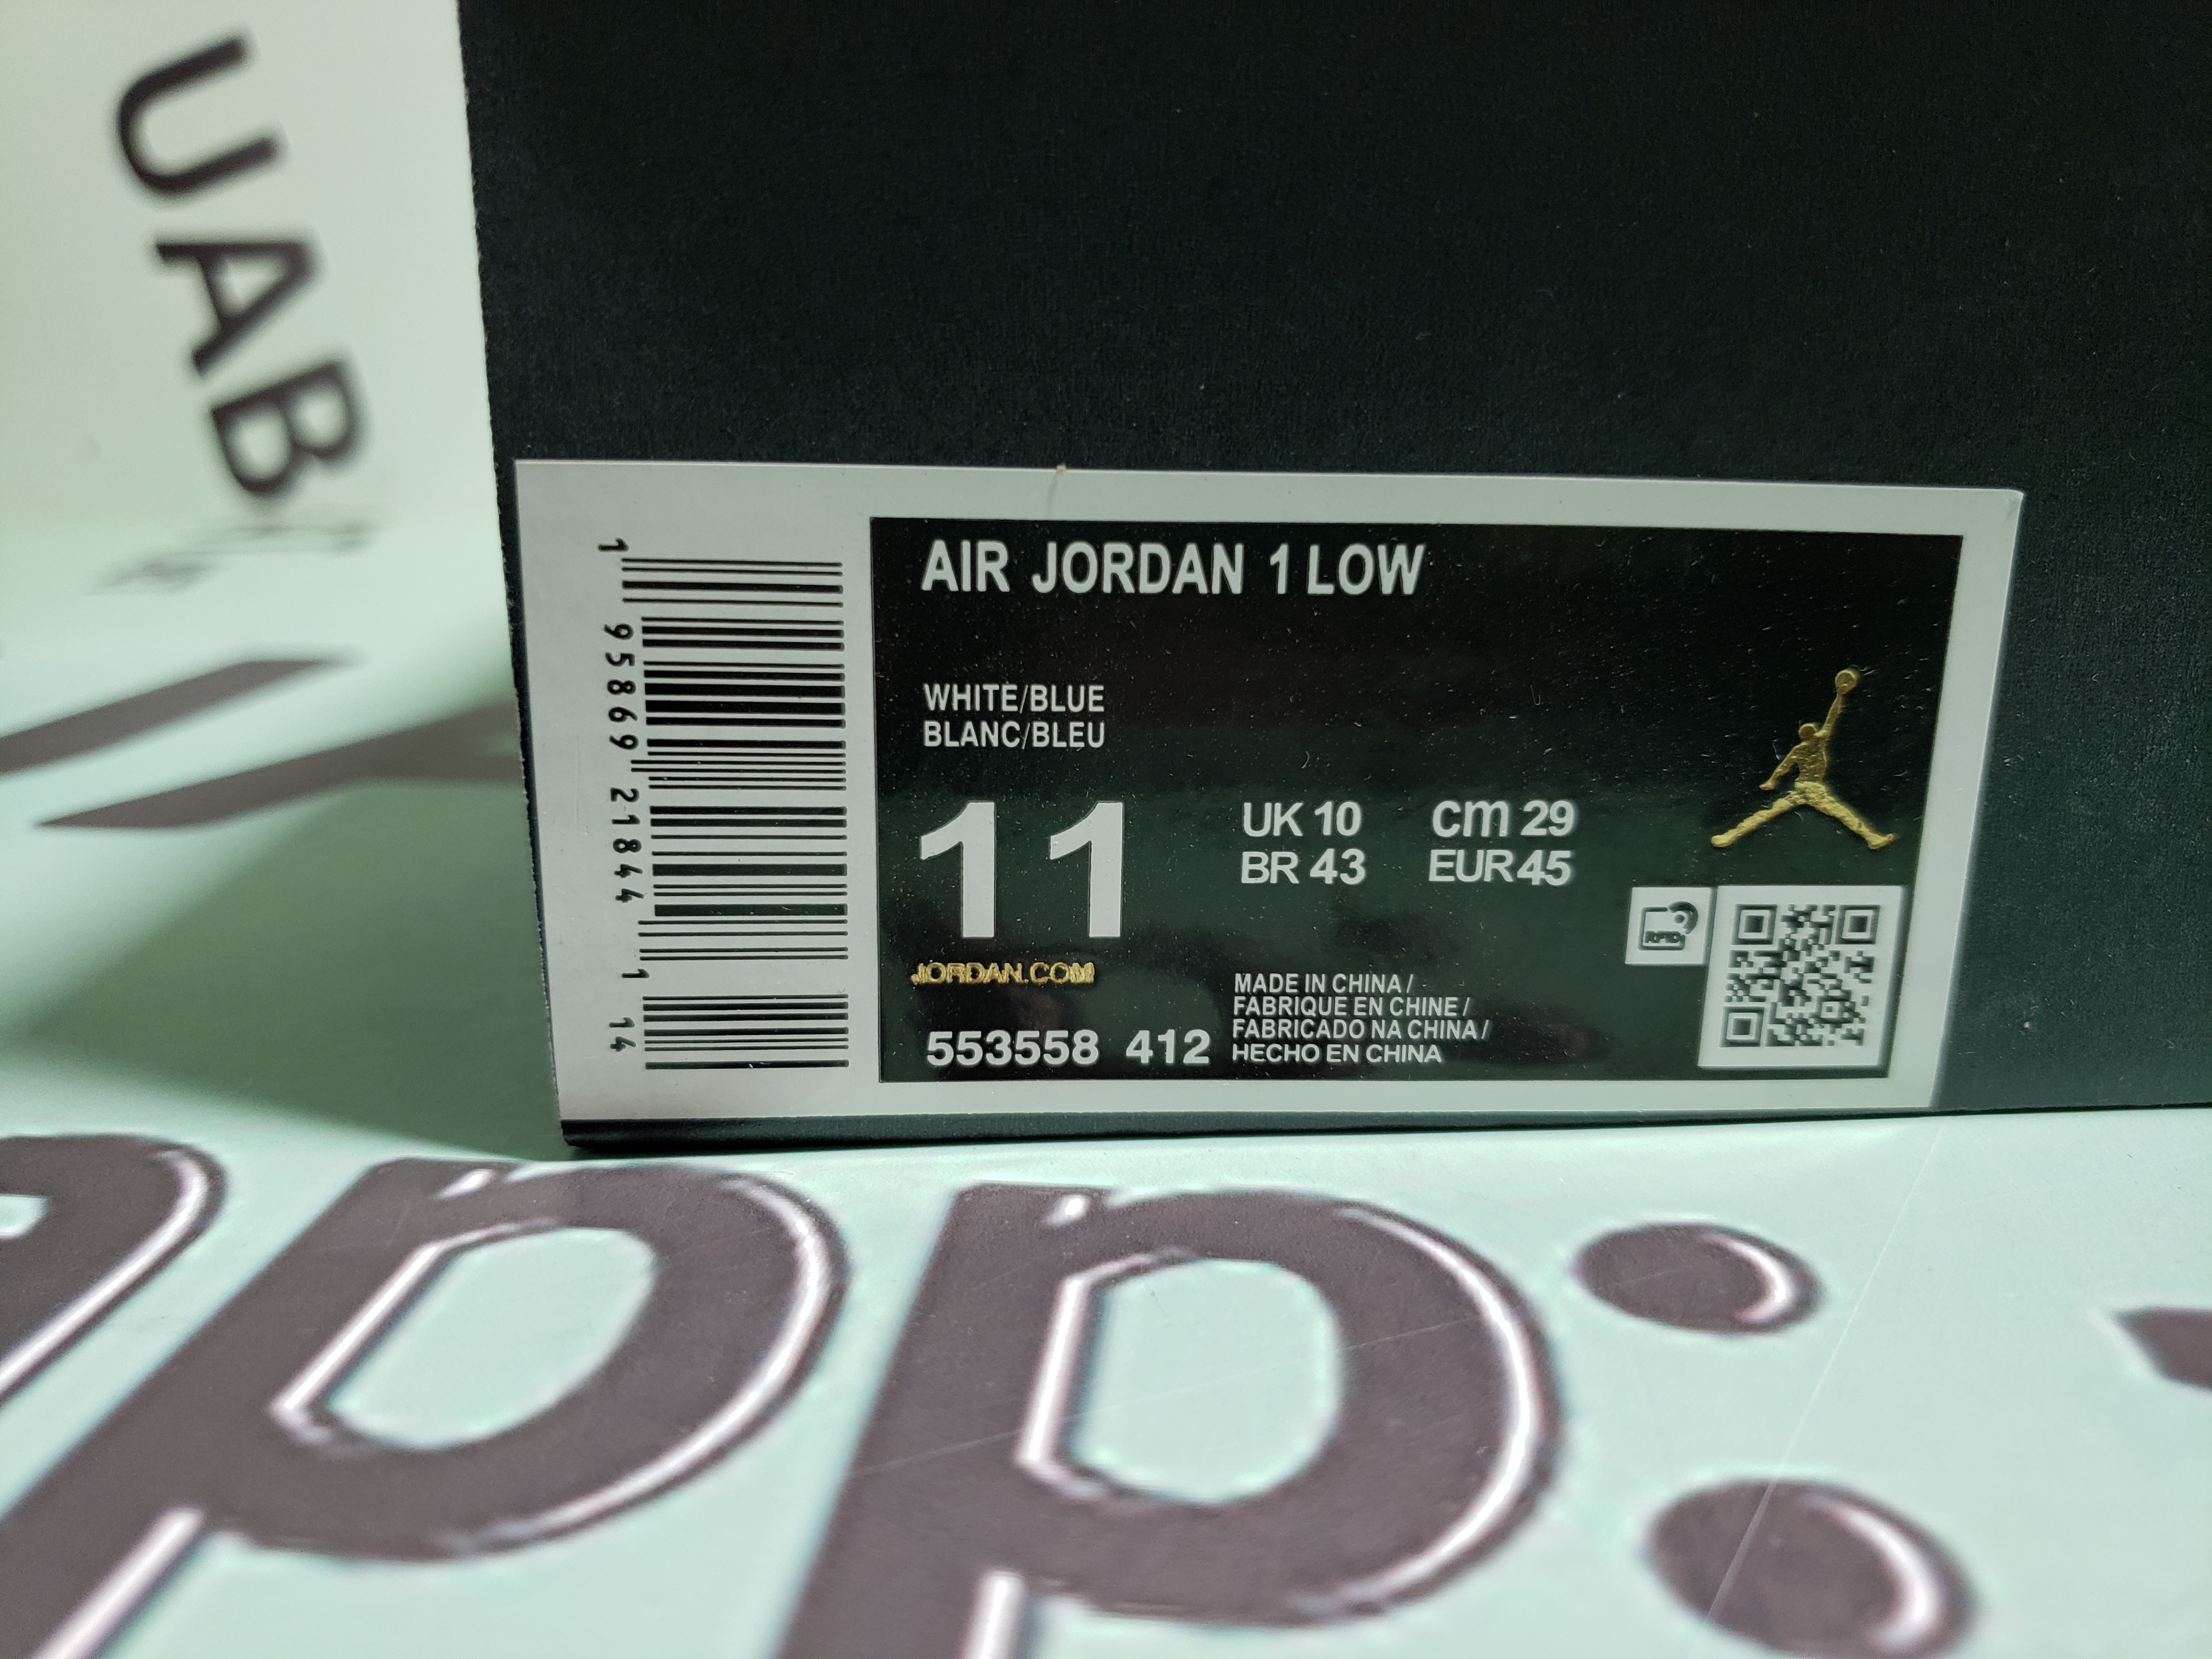 UAB
1 95869 21844 1 14
AIR JORDAN 1 LOW
WHITE/BLUE
BLANC/BLEU
11
UK 10 cm 29
BR 43 EUR 45
JORDAN.COM
RFID
553558 412
MADE IN CHINA /
FABRIQUE EN CHINE /
FABRICADO NA CHINA /
HECHO EN CHINA
pp: